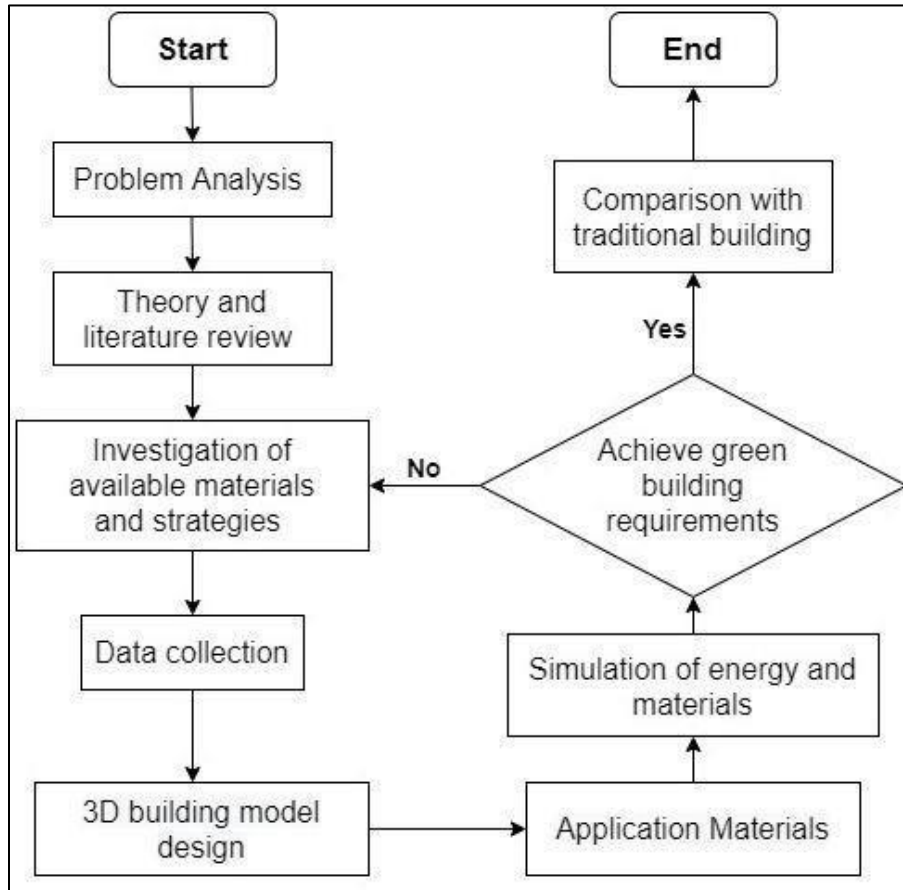 Start
Problem Analysis
Theory and
literature review
Investigation of
available materials
and strategies
Data collection
3D building model
design
Application Materials
Simulation of energy and
materials
Achieve green
building
requirements
No
Yes
Comparison with
traditional building
End